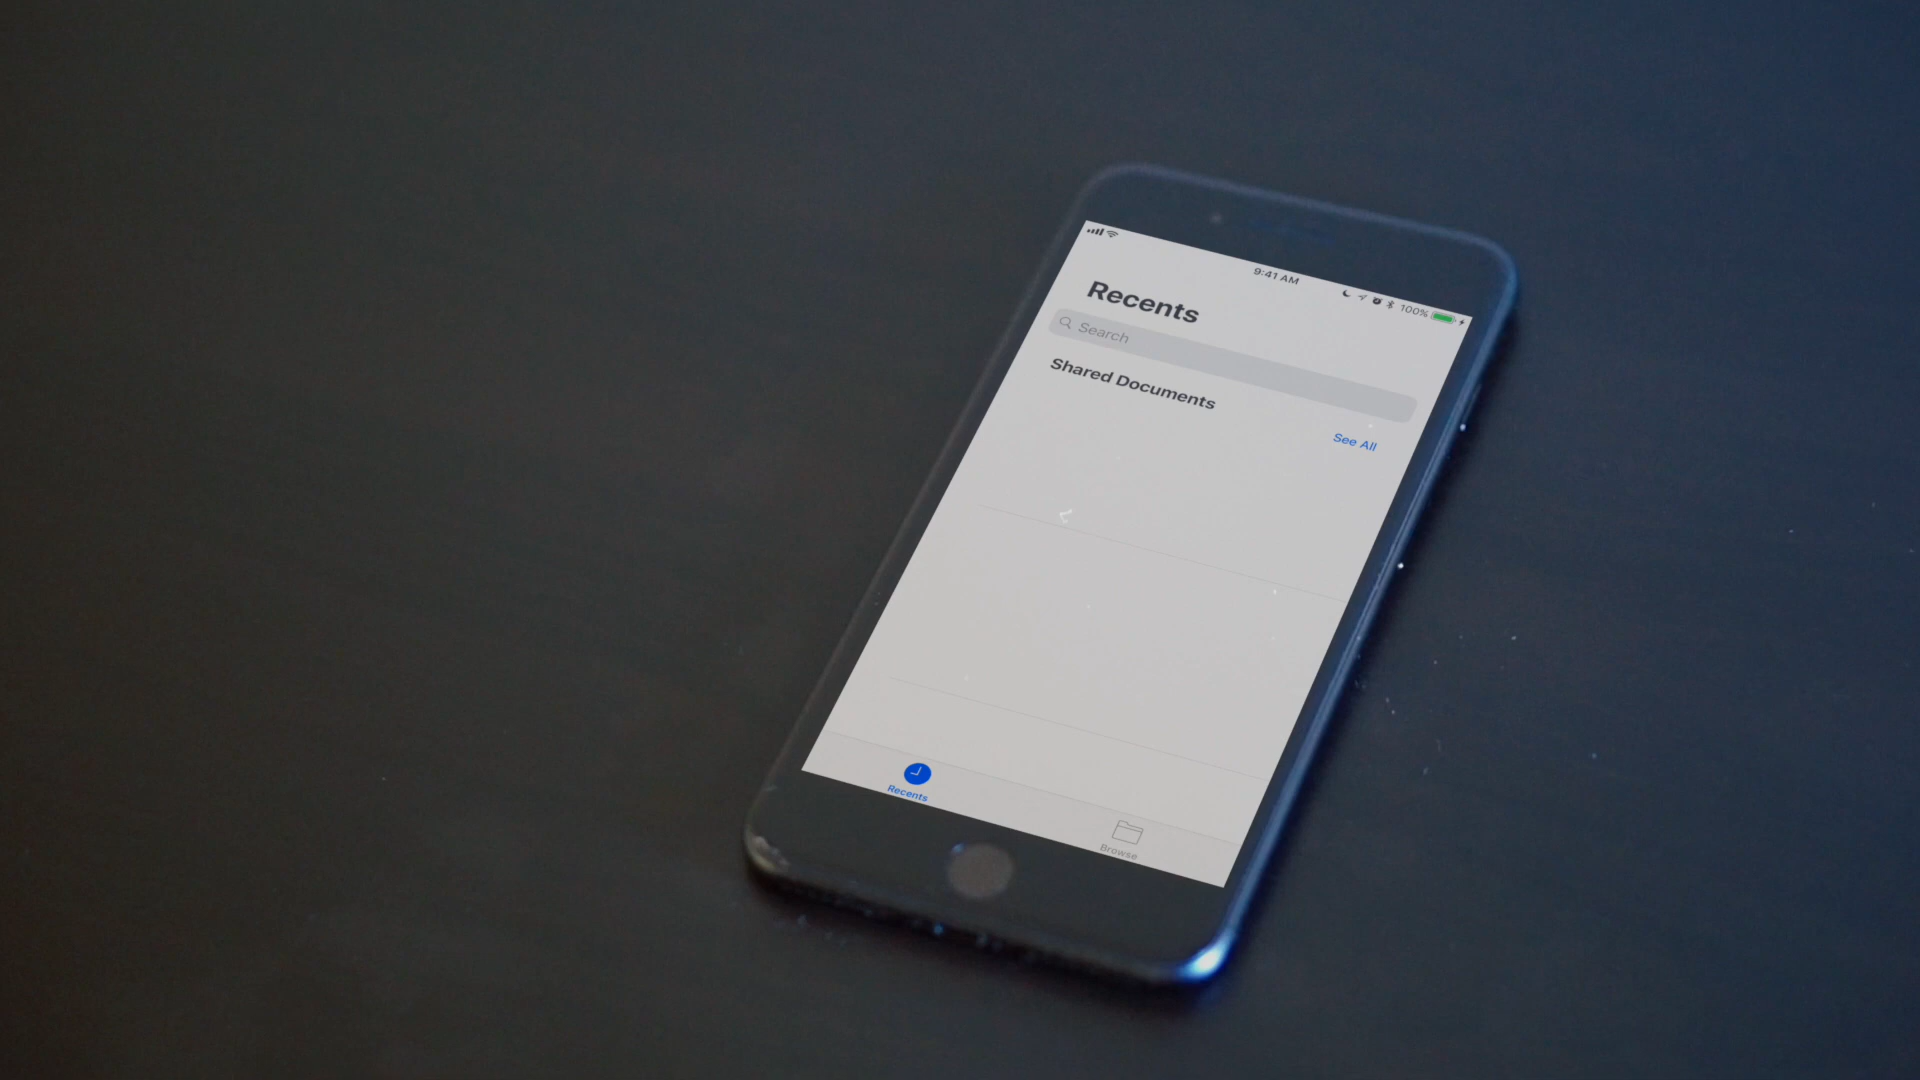 9:41 AM
100%
Recents
Search
Shared Documents
See All
Recents
Browse